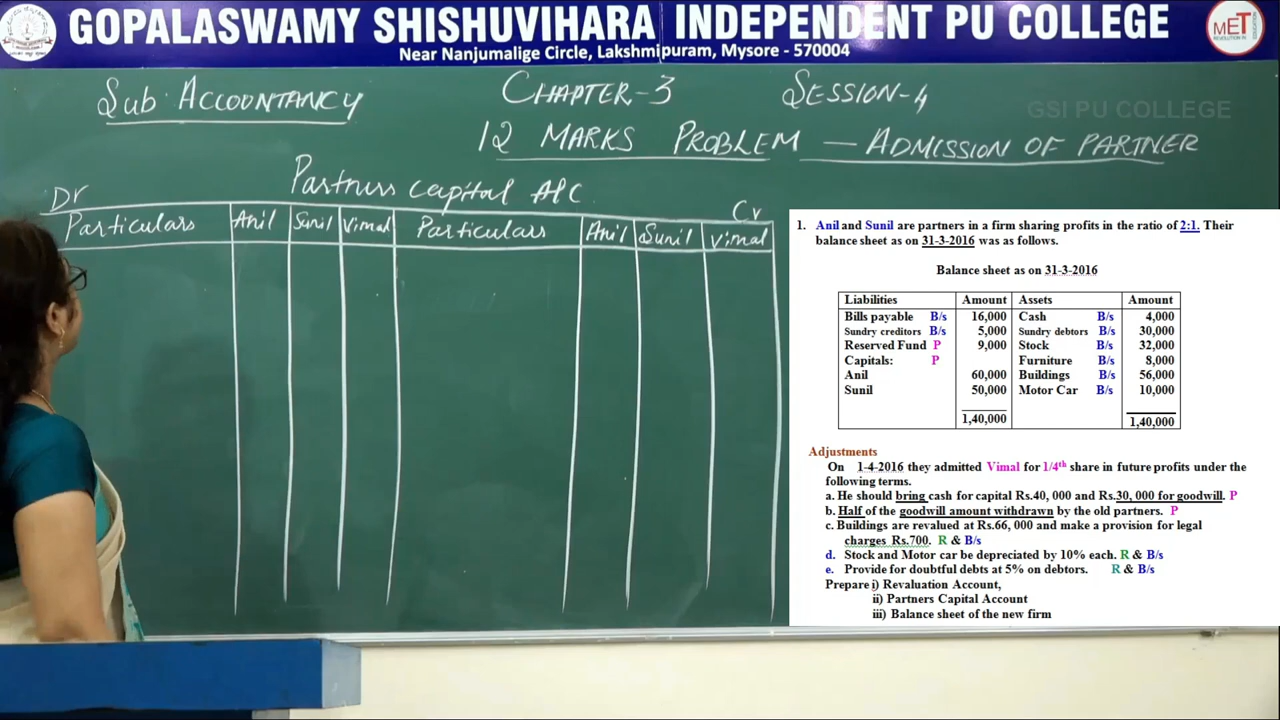 GOPALASWAMY SHISHUVIHARA INDEPENDENT PU COLLEGE
Near Nanjumalige Circle, Lakshmipuram, Mysore - 570004
MET
Sub: ACCOUNTANCY CHAPTER-3 SESSION-4
GSI PU COLLEGE
12 MARKS PROBLEM — ADMISSION OF PARTNER
Dr Partners capital A/C Cr
Particulars Anil Sunil Vimal Particulars Anil Sunil Vimal
1. Anil and Sunil are partners in a firm sharing profits in the ratio of 2:1. Their
balance sheet as on 31-3-2016 was as follows.
Balance sheet as on 31-3-2016
Liabilities Amount Assets Amount
Bills payable B/s 16,000 Cash B/s 4,000
Sundry creditors B/s 5,000 Sundry debtors B/s 30,000
Reserved Fund P 9,000 Stock B/s 32,000
Capitals: P Furniture B/s 8,000
Anil 60,000 Buildings B/s 56,000
Sunil 50,000 Motor Car B/s 10,000
1,40,000 1,40,000
Adjustments
On 1-4-2016 they admitted Vimal for 1/4th share in future profits under the
following terms.
a. He should bring cash for capital Rs.40, 000 and Rs.30, 000 for goodwill. P
b. Half of the goodwill amount withdrawn by the old partners. P
c. Buildings are revalued at Rs.66, 000 and make a provision for legal
charges Rs.700. R & B/s
d. Stock and Motor car be depreciated by 10% each. R & B/s
e. Provide for doubtful debts at 5% on debtors. R & B/s
Prepare i) Revaluation Account,
ii) Partners Capital Account
iii) Balance sheet of the new firm